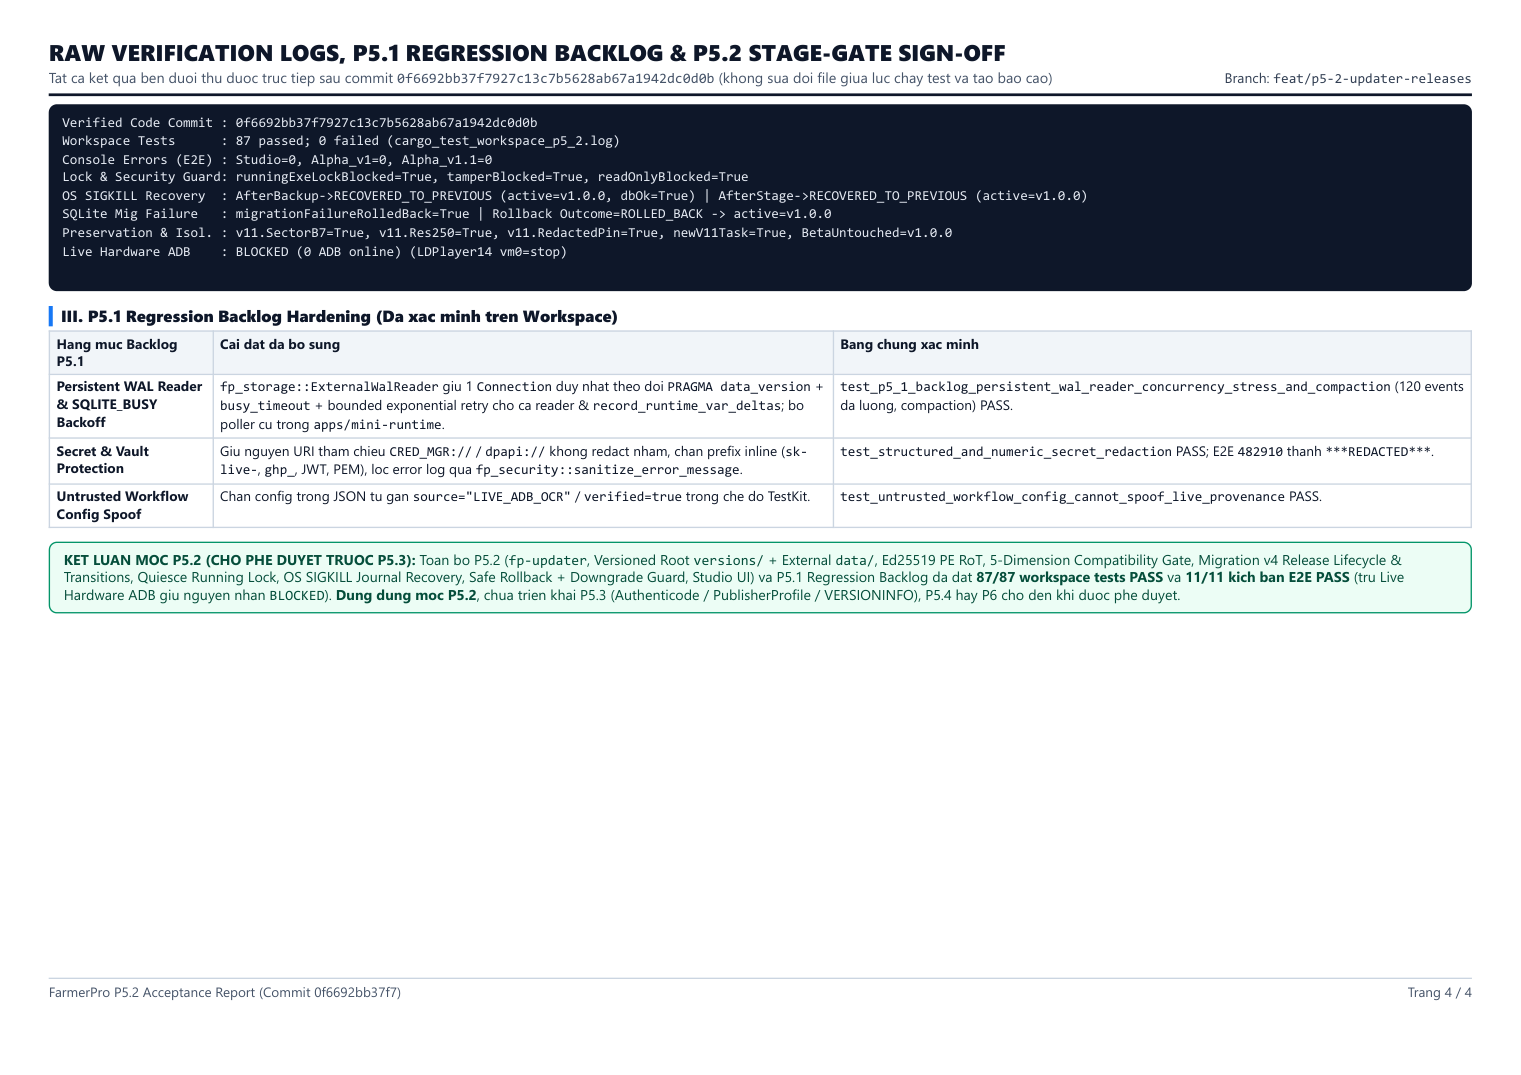 RAW VERIFICATION LOGS, P5.1 REGRESSION BACKLOG & P5.2 STAGE-GATE SIGN-OFF
Tat ca ket qua ben duoi thu duoc truc tiep sau commit 0f6692bb37f7927c13c7b5628ab67a1942dc0d0b (khong sua doi file giua luc chay test va tao bao cao)
Branch: feat/p5-2-updater-releases
Verified Code Commit : 0f6692bb37f7927c13c7b5628ab67a1942dc0d0b
Workspace Tests : 87 passed; 0 failed (cargo_test_workspace_p5_2.log)
Console Errors (E2E) : Studio=0, Alpha_v1=0, Alpha_v1.1=0
Lock & Security Guard: runningExeLockBlocked=True, tamperBlocked=True, readOnlyBlocked=True
OS SIGKILL Recovery : AfterBackup->RECOVERED_TO_PREVIOUS (active=v1.0.0, dbOk=True) | AfterStage->RECOVERED_TO_PREVIOUS (active=v1.0.0)
SQLite Mig Failure : migrationFailureRolledBack=True | Rollback Outcome=ROLLED_BACK -> active=v1.0.0
Preservation & Isol. : v11.SectorB7=True, v11.Res250=True, v11.RedactedPin=True, newV11Task=True, BetaUntouched=v1.0.0
Live Hardware ADB : BLOCKED (0 ADB online) (LDPlayer14 vm0=stop)
III. P5.1 Regression Backlog Hardening (Da xac minh tren Workspace)
Hang muc Backlog
P5.1
Cai dat da bo sung
Bang chung xac minh
Persistent WAL Reader
& SQLITE_BUSY
Backoff
fp_storage::ExternalWalReader giu 1 Connection duy nhat theo doi PRAGMA data_version +
busy_timeout + bounded exponential retry cho ca reader & record_runtime_var_deltas; bo
poller cu trong apps/mini-runtime.
test_p5_1_backlog_persistent_wal_reader_concurrency_stress_and_compaction (120 events
da luong, compaction) PASS.
Secret & Vault
Protection
Giu nguyen URI tham chieu CRED_MGR:// / dpapi:// khong redact nham, chan prefix inline (sk-
live-, ghp_, JWT, PEM), loc error log qua fp_security::sanitize_error_message.
test_structured_and_numeric_secret_redaction PASS; E2E 482910 thanh ***REDACTED***.
Untrusted Workflow
Config Spoof
Chan config trong JSON tu gan source="LIVE_ADB_OCR" / verified=true trong che do TestKit.
test_untrusted_workflow_config_cannot_spoof_live_provenance PASS.
KET LUAN MOC P5.2 (CHO PHE DUYET TRUOC P5.3): Toan bo P5.2 (fp-updater, Versioned Root versions/ + External data/, Ed25519 PE RoT, 5-Dimension Compatibility Gate, Migration v4 Release Lifecycle &
Transitions, Quiesce Running Lock, OS SIGKILL Journal Recovery, Safe Rollback + Downgrade Guard, Studio UI) va P5.1 Regression Backlog da dat 87/87 workspace tests PASS va 11/11 kich ban E2E PASS (tru Live
Hardware ADB giu nguyen nhan BLOCKED). Dung dung moc P5.2, chua trien khai P5.3 (Authenticode / PublisherProfile / VERSIONINFO), P5.4 hay P6 cho den khi duoc phe duyet.
FarmerPro P5.2 Acceptance Report (Commit 0f6692bb37f7)
Trang 4 / 4